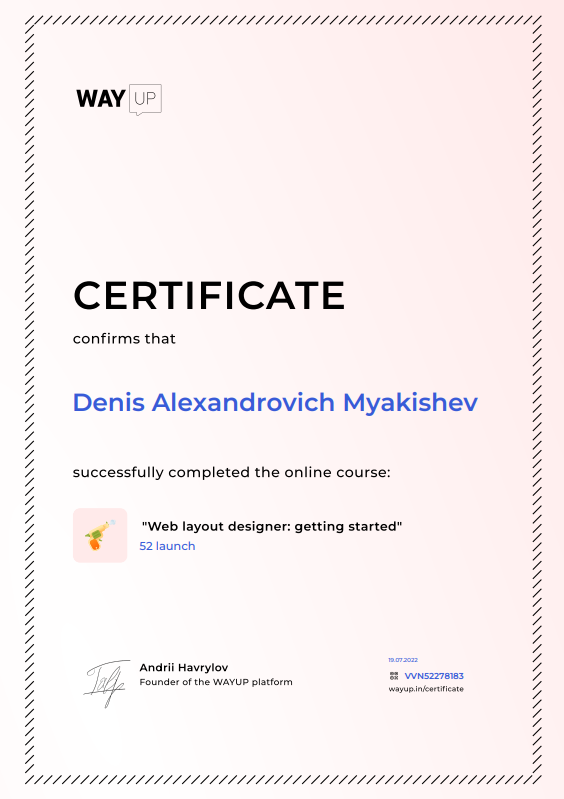 WAY UP
CERTIFICATE
confirms that
Denis Alexandrovich Myakishev
successfully completed the online course:
"Web layout designer: getting started"
52 launch
Andrii Havrylov
Founder of the WAYUP platform
19.07.2022
VVN52278183
wayup.in/certificate